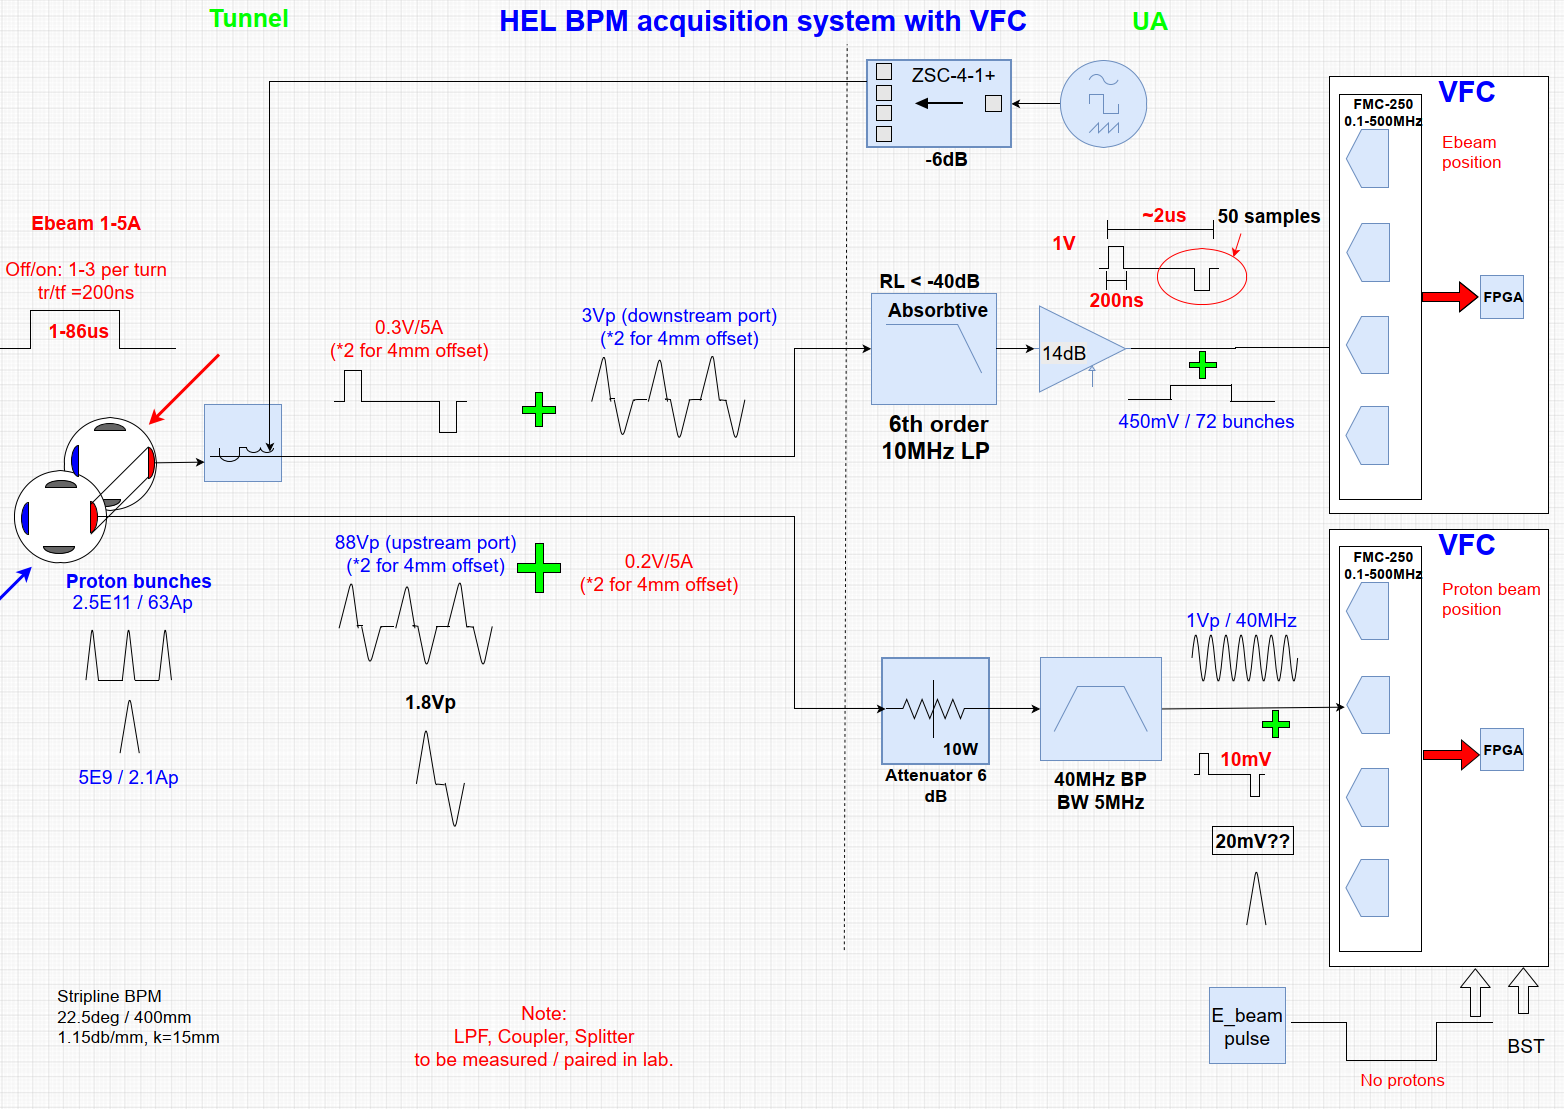 Tunnel
HEL BPM acquisition system with VFC
UA
ZSC-4-1+
-6dB
VFC
FMC-250
0.1-500MHz
Ebeam
position
FPGA
Ebeam 1-5A
Off/on: 1-3 per turn
tr/tf =200ns
1-86us
0.3V/5A
(*2 for 4mm offset)
3Vp (downstream port)
(*2 for 4mm offset)
RL < -40dB
Absorbtive
6th order
10MHz LP
14dB
~2us
50 samples
1V
200ns
450mV / 72 bunches
Proton bunches
2.5E11 / 63Ap
5E9 / 2.1Ap
88Vp (upstream port)
(*2 for 4mm offset)
0.2V/5A
(*2 for 4mm offset)
1.8Vp
10W
Attenuator 6
dB
40MHz BP
BW 5MHz
1Vp / 40MHz
10mV
20mV??
VFC
FMC-250
0.1-500MHz
Proton beam
position
FPGA
Stripline BPM
22.5deg / 400mm
1.15db/mm, k=15mm
Note:
LPF, Coupler, Splitter
to be measured / paired in lab.
E_beam
pulse
No protons
BST